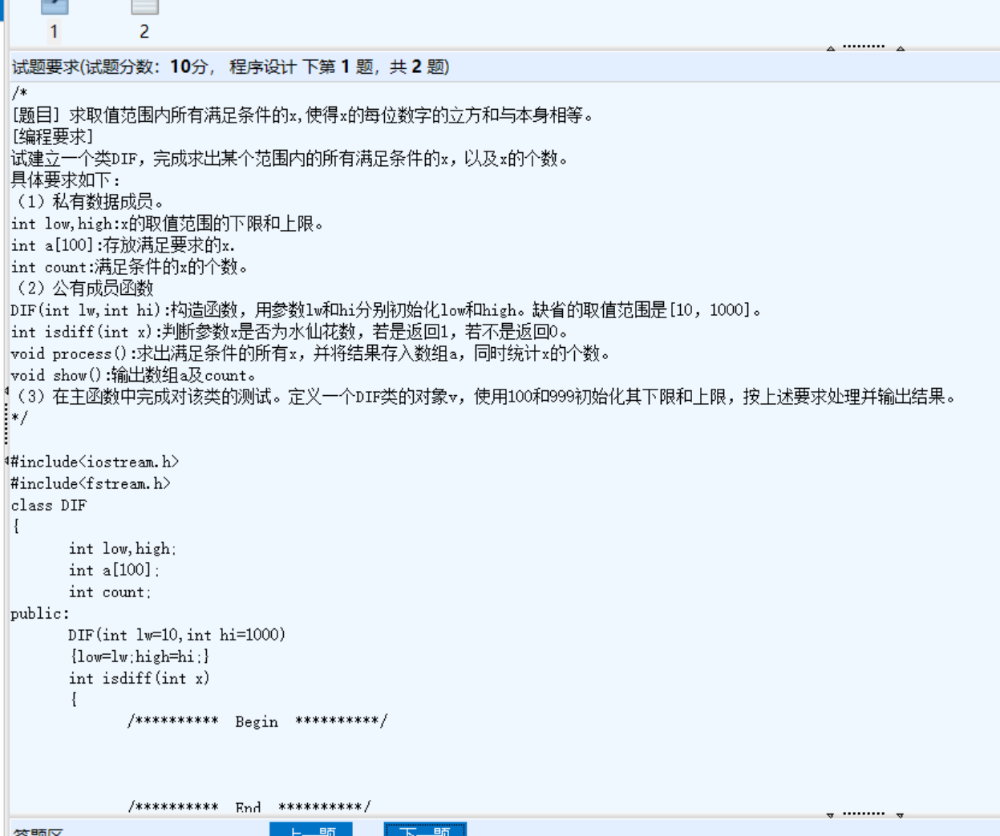 1
2
试题要求(试题分数：10分， 程序设计 下第 1 题，共 2 题)
/*
[题目] 求取值范围内所有满足条件的x,使得x的每位数字的立方和与本身相等。
[编程要求]
试建立一个类DIF，完成求出某个范围内的所有满足条件的x，以及x的个数。
具体要求如下：
（1）私有数据成员。
int low,high:x的取值范围的下限和上限。
int a[100]:存放满足要求的x.
int count:满足条件的x的个数。
（2）公有成员函数
DIF(int lw,int hi):构造函数，用参数lw和hi分别初始化low和high。缺省的取值范围是[10，1000]。
int isdiff(int x):判断参数x是否为水仙花数，若是返回1，若不是返回0。
void process():求出满足条件的所有x，并将结果存入数组a，同时统计x的个数。
void show():输出数组a及count。
（3）在主函数中完成对该类的测试。定义一个DIF类的对象v，使用100和999初始化其下限和上限，按上述要求处理并输出结果。
*/
#include<iostream.h>
#include<fstream.h>
class DIF
{
int low,high;
int a[100];
int count;
public:
DIF(int lw=10,int hi=1000)
{low=lw;high=hi;}
int isdiff(int x)
{
/********** Begin **********/
/********** End **********/
答题区
上一题
下一题